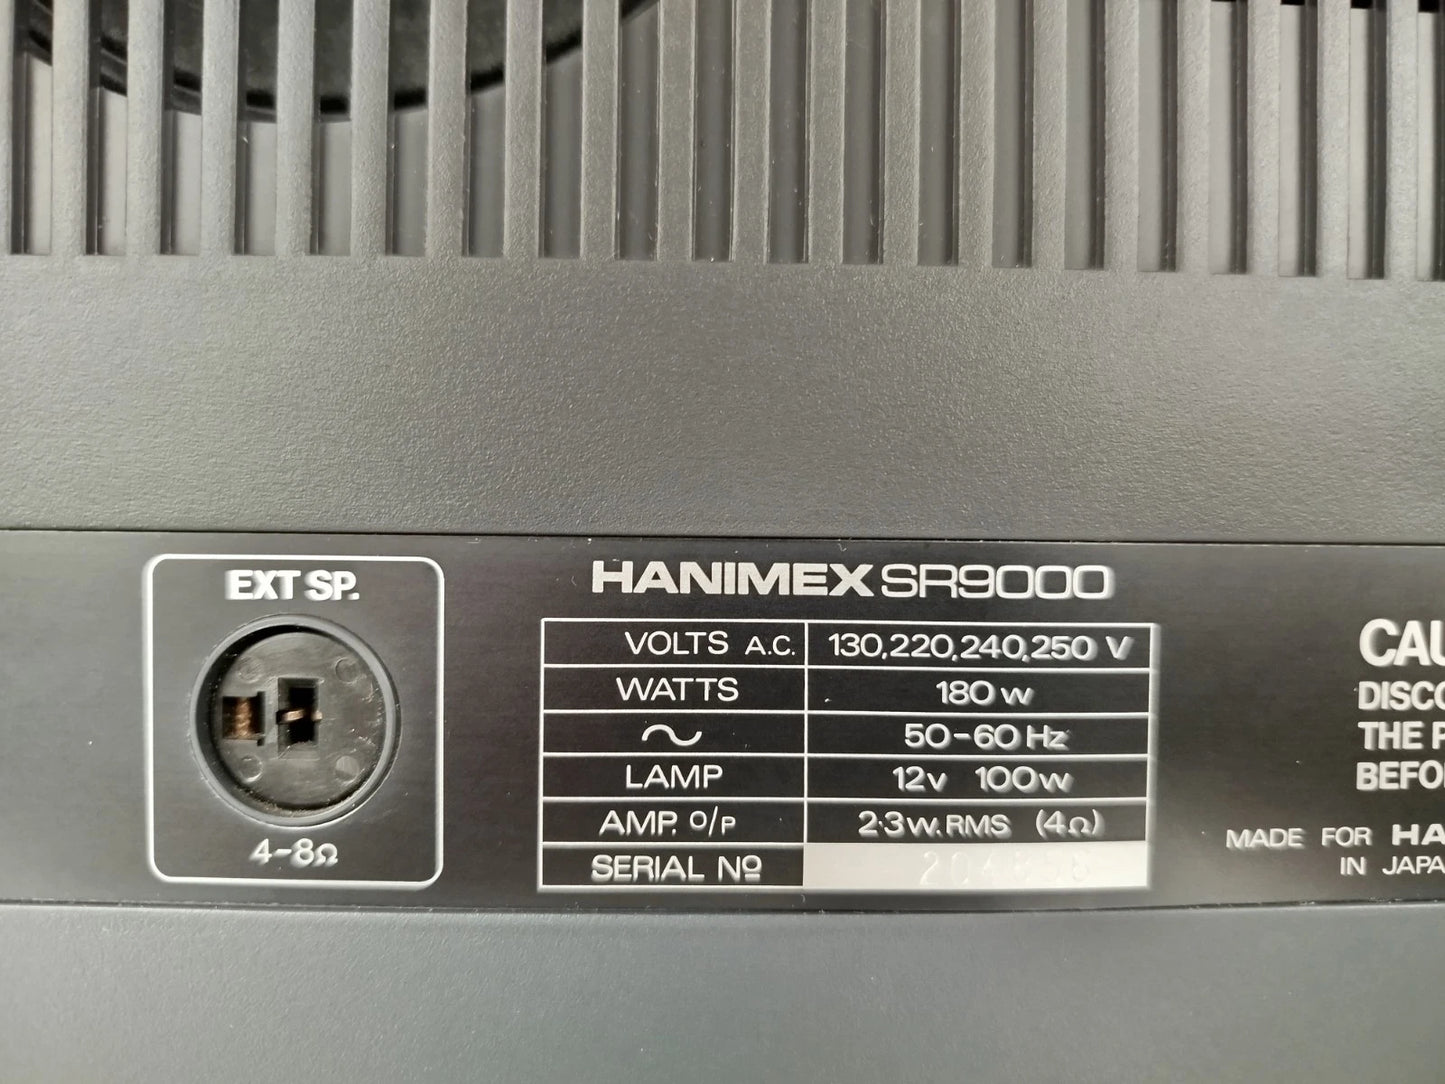 EXT SP.
4-8Ω
HANIMEX SR9000
VOLTS A.C. 130,220,240,250 V
WATTS 180 w
∿ 50-60 Hz
LAMP 12v 100w
AMP. O/P 2·3 W. RMS (4Ω)
SERIAL Nº
CAU
DISCO
THE P
BEFO
MADE FOR HA
IN JAPA